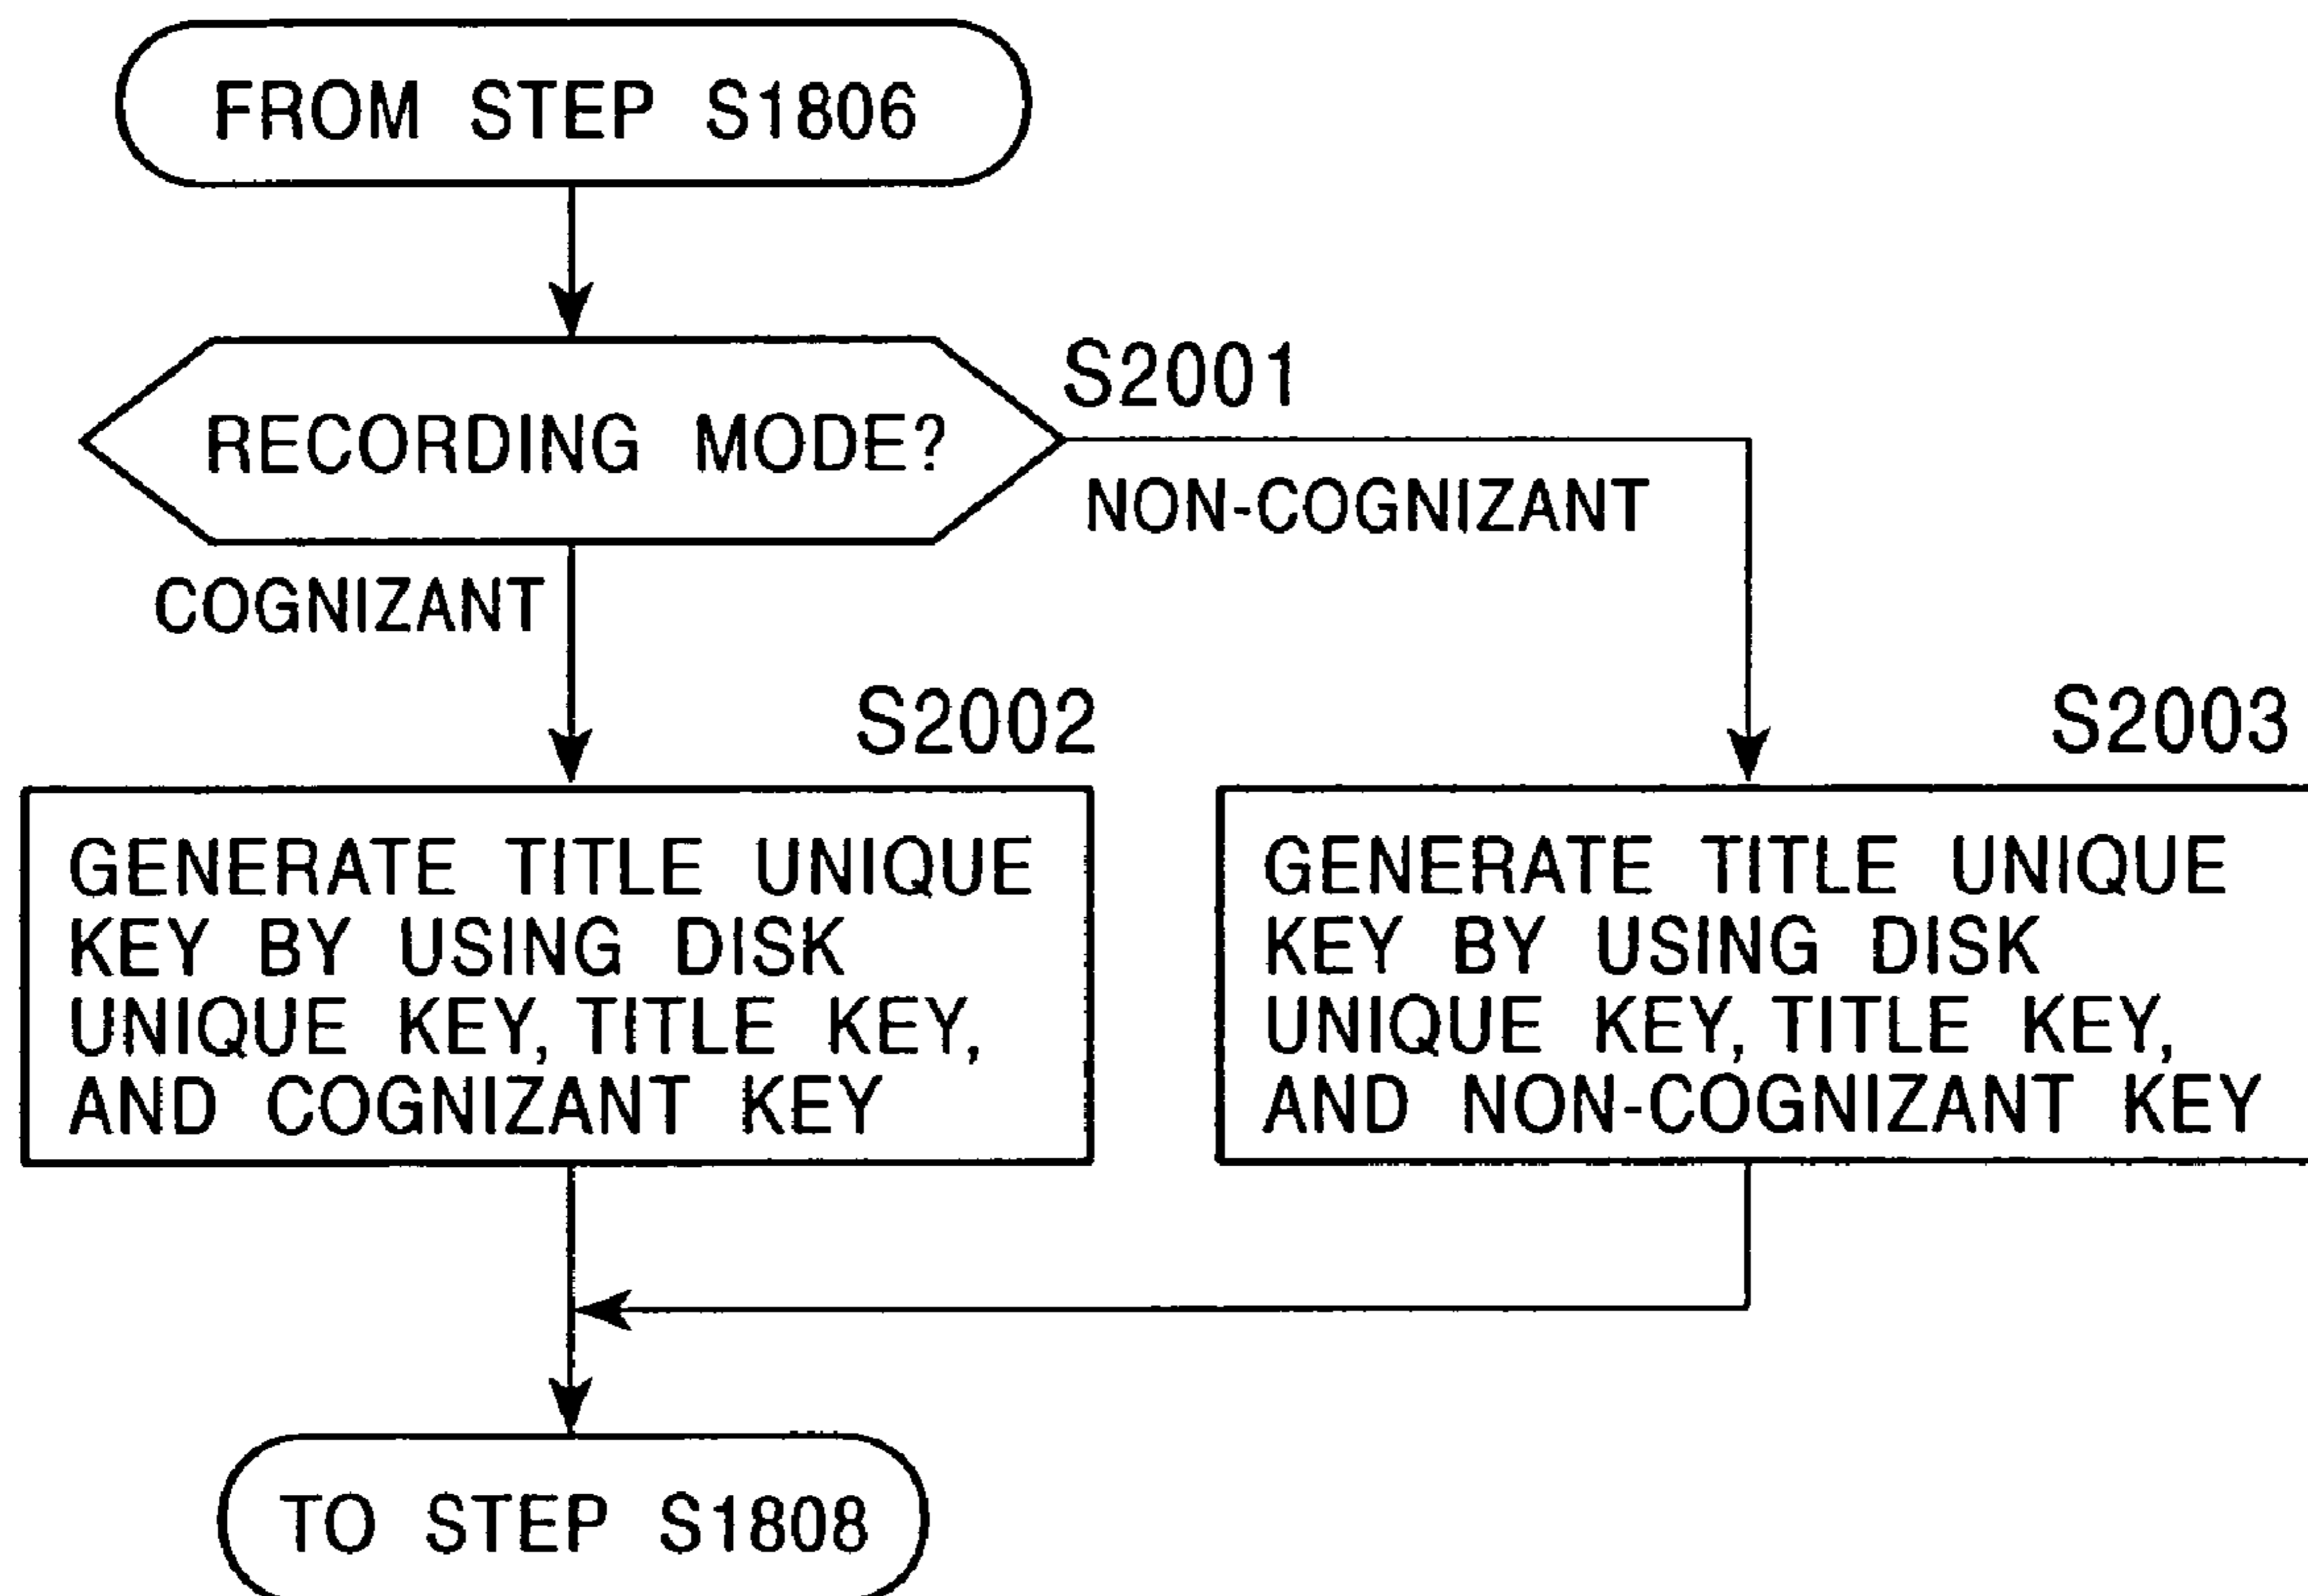 FROM STEP S1806
RECORDING MODE?
S2001
NON-COGNIZANT
COGNIZANT
S2002
GENERATE TITLE UNIQUE
KEY BY USING DISK
UNIQUE KEY, TITLE KEY,
AND COGNIZANT KEY
S2003
GENERATE TITLE UNIQUE
KEY BY USING DISK
UNIQUE KEY, TITLE KEY,
AND NON-COGNIZANT KEY
TO STEP S1808